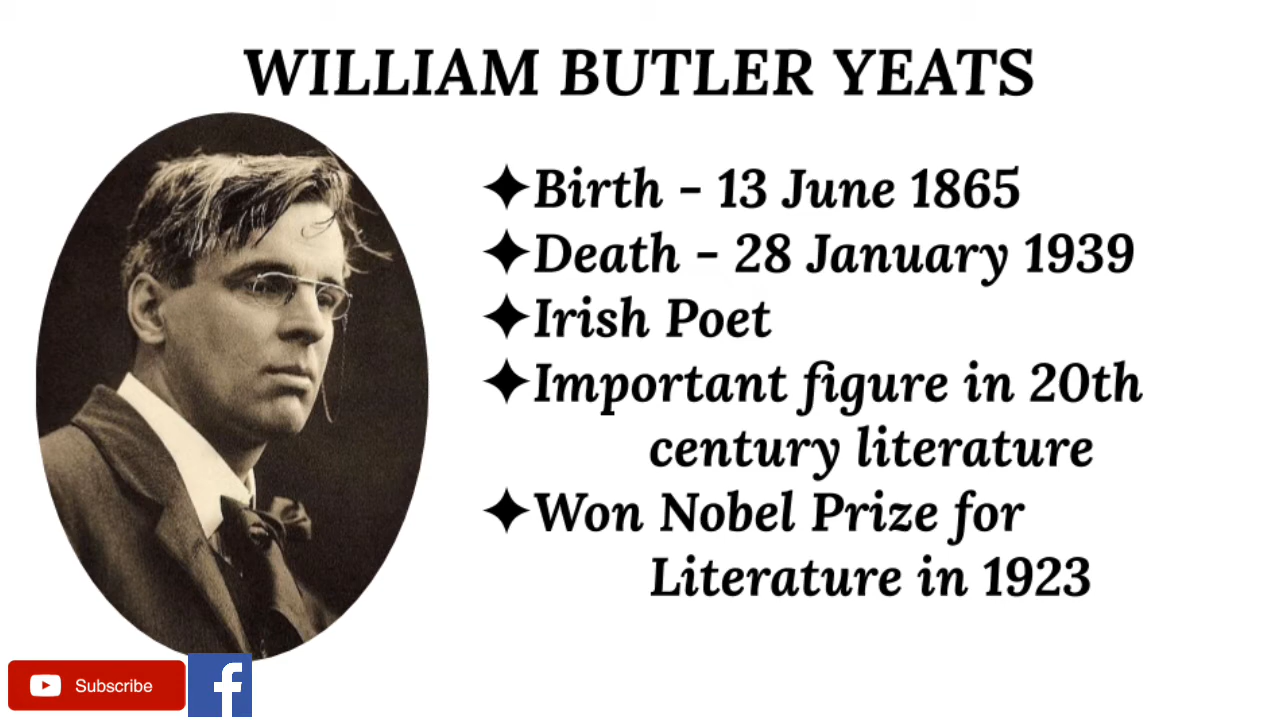 WILLIAM BUTLER YEATS
✦Birth - 13 June 1865
✦Death - 28 January 1939
✦Irish Poet
✦Important figure in 20th
century literature
✦Won Nobel Prize for
Literature in 1923
Subscribe